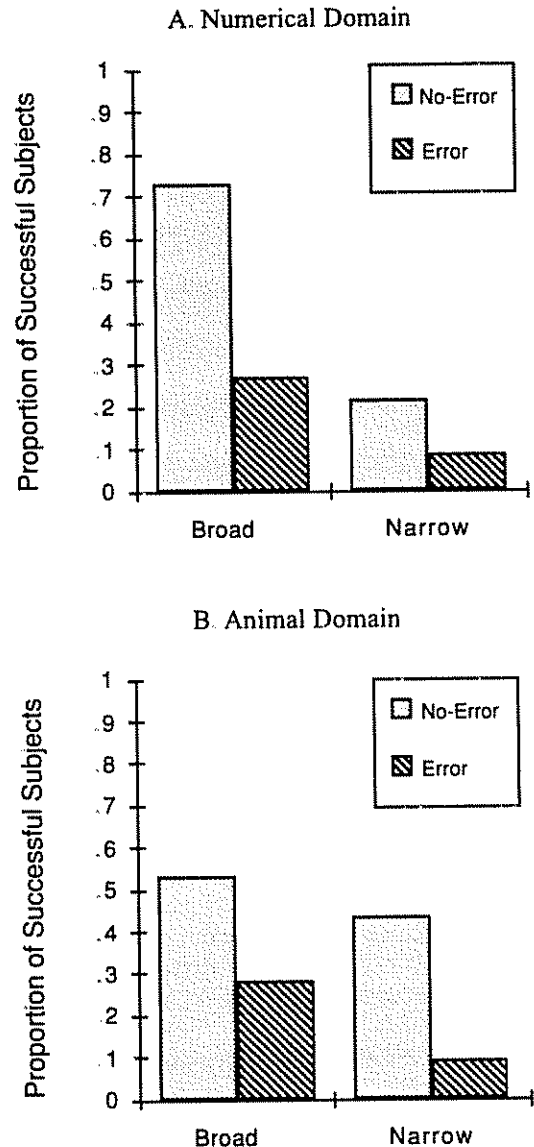 A. Numerical Domain
Proportion of Successful Subjects
1
.9
.8
.7
.6
.5
.4
.3
.2
.1
0
No-Error
Error
Broad Narrow
B. Animal Domain
Proportion of Successful Subjects
1
.9
.8
.7
.6
.5
.4
.3
.2
.1
0
No-Error
Error
Broad Narrow